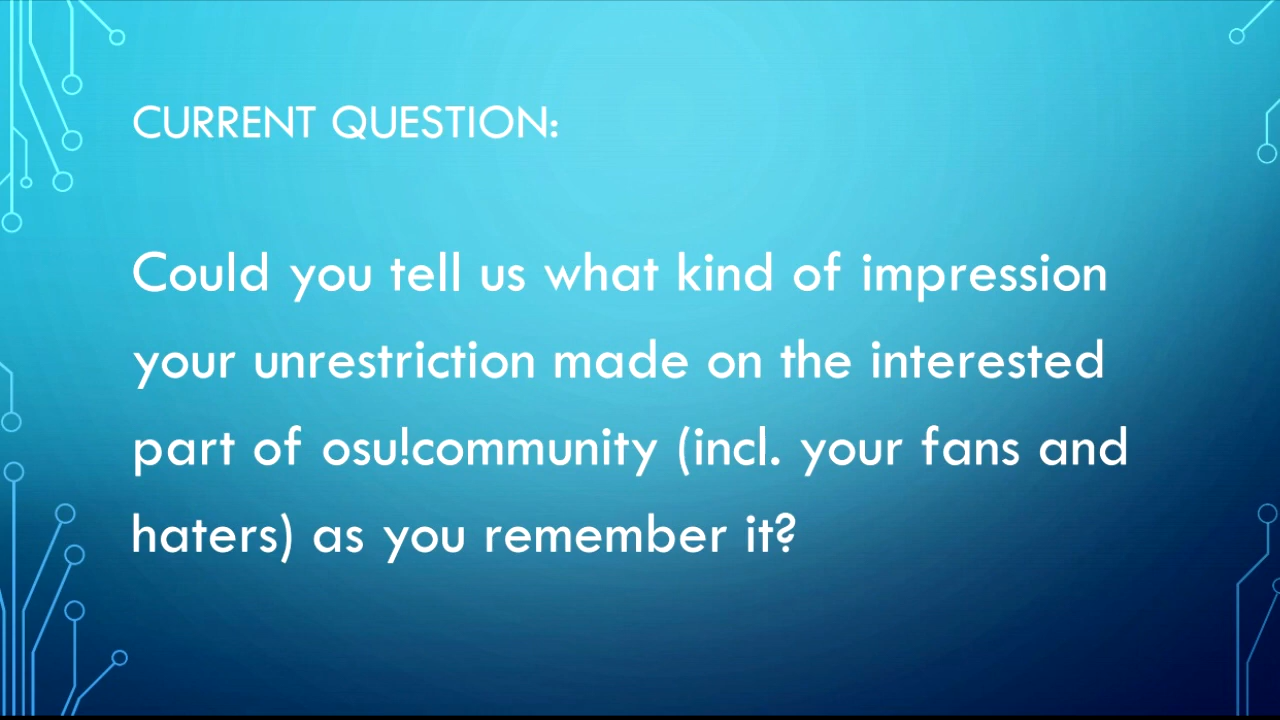 CURRENT QUESTION:
Could you tell us what kind of impression
your unrestriction made on the interested
part of osu!community (incl. your fans and
haters) as you remember it?